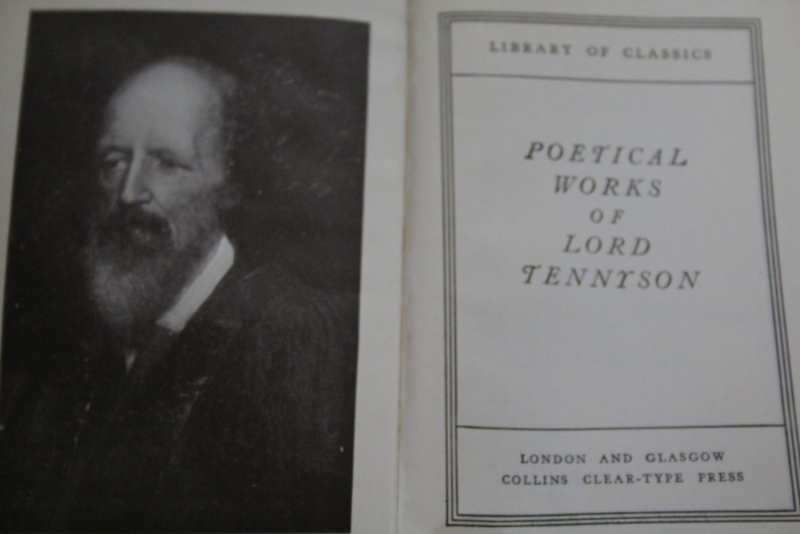 LIBRARY OF CLASSICS
POETICAL
WORKS
OF
LORD
TENNYSON
LONDON AND GLASGOW
COLLINS CLEAR-TYPE PRESS